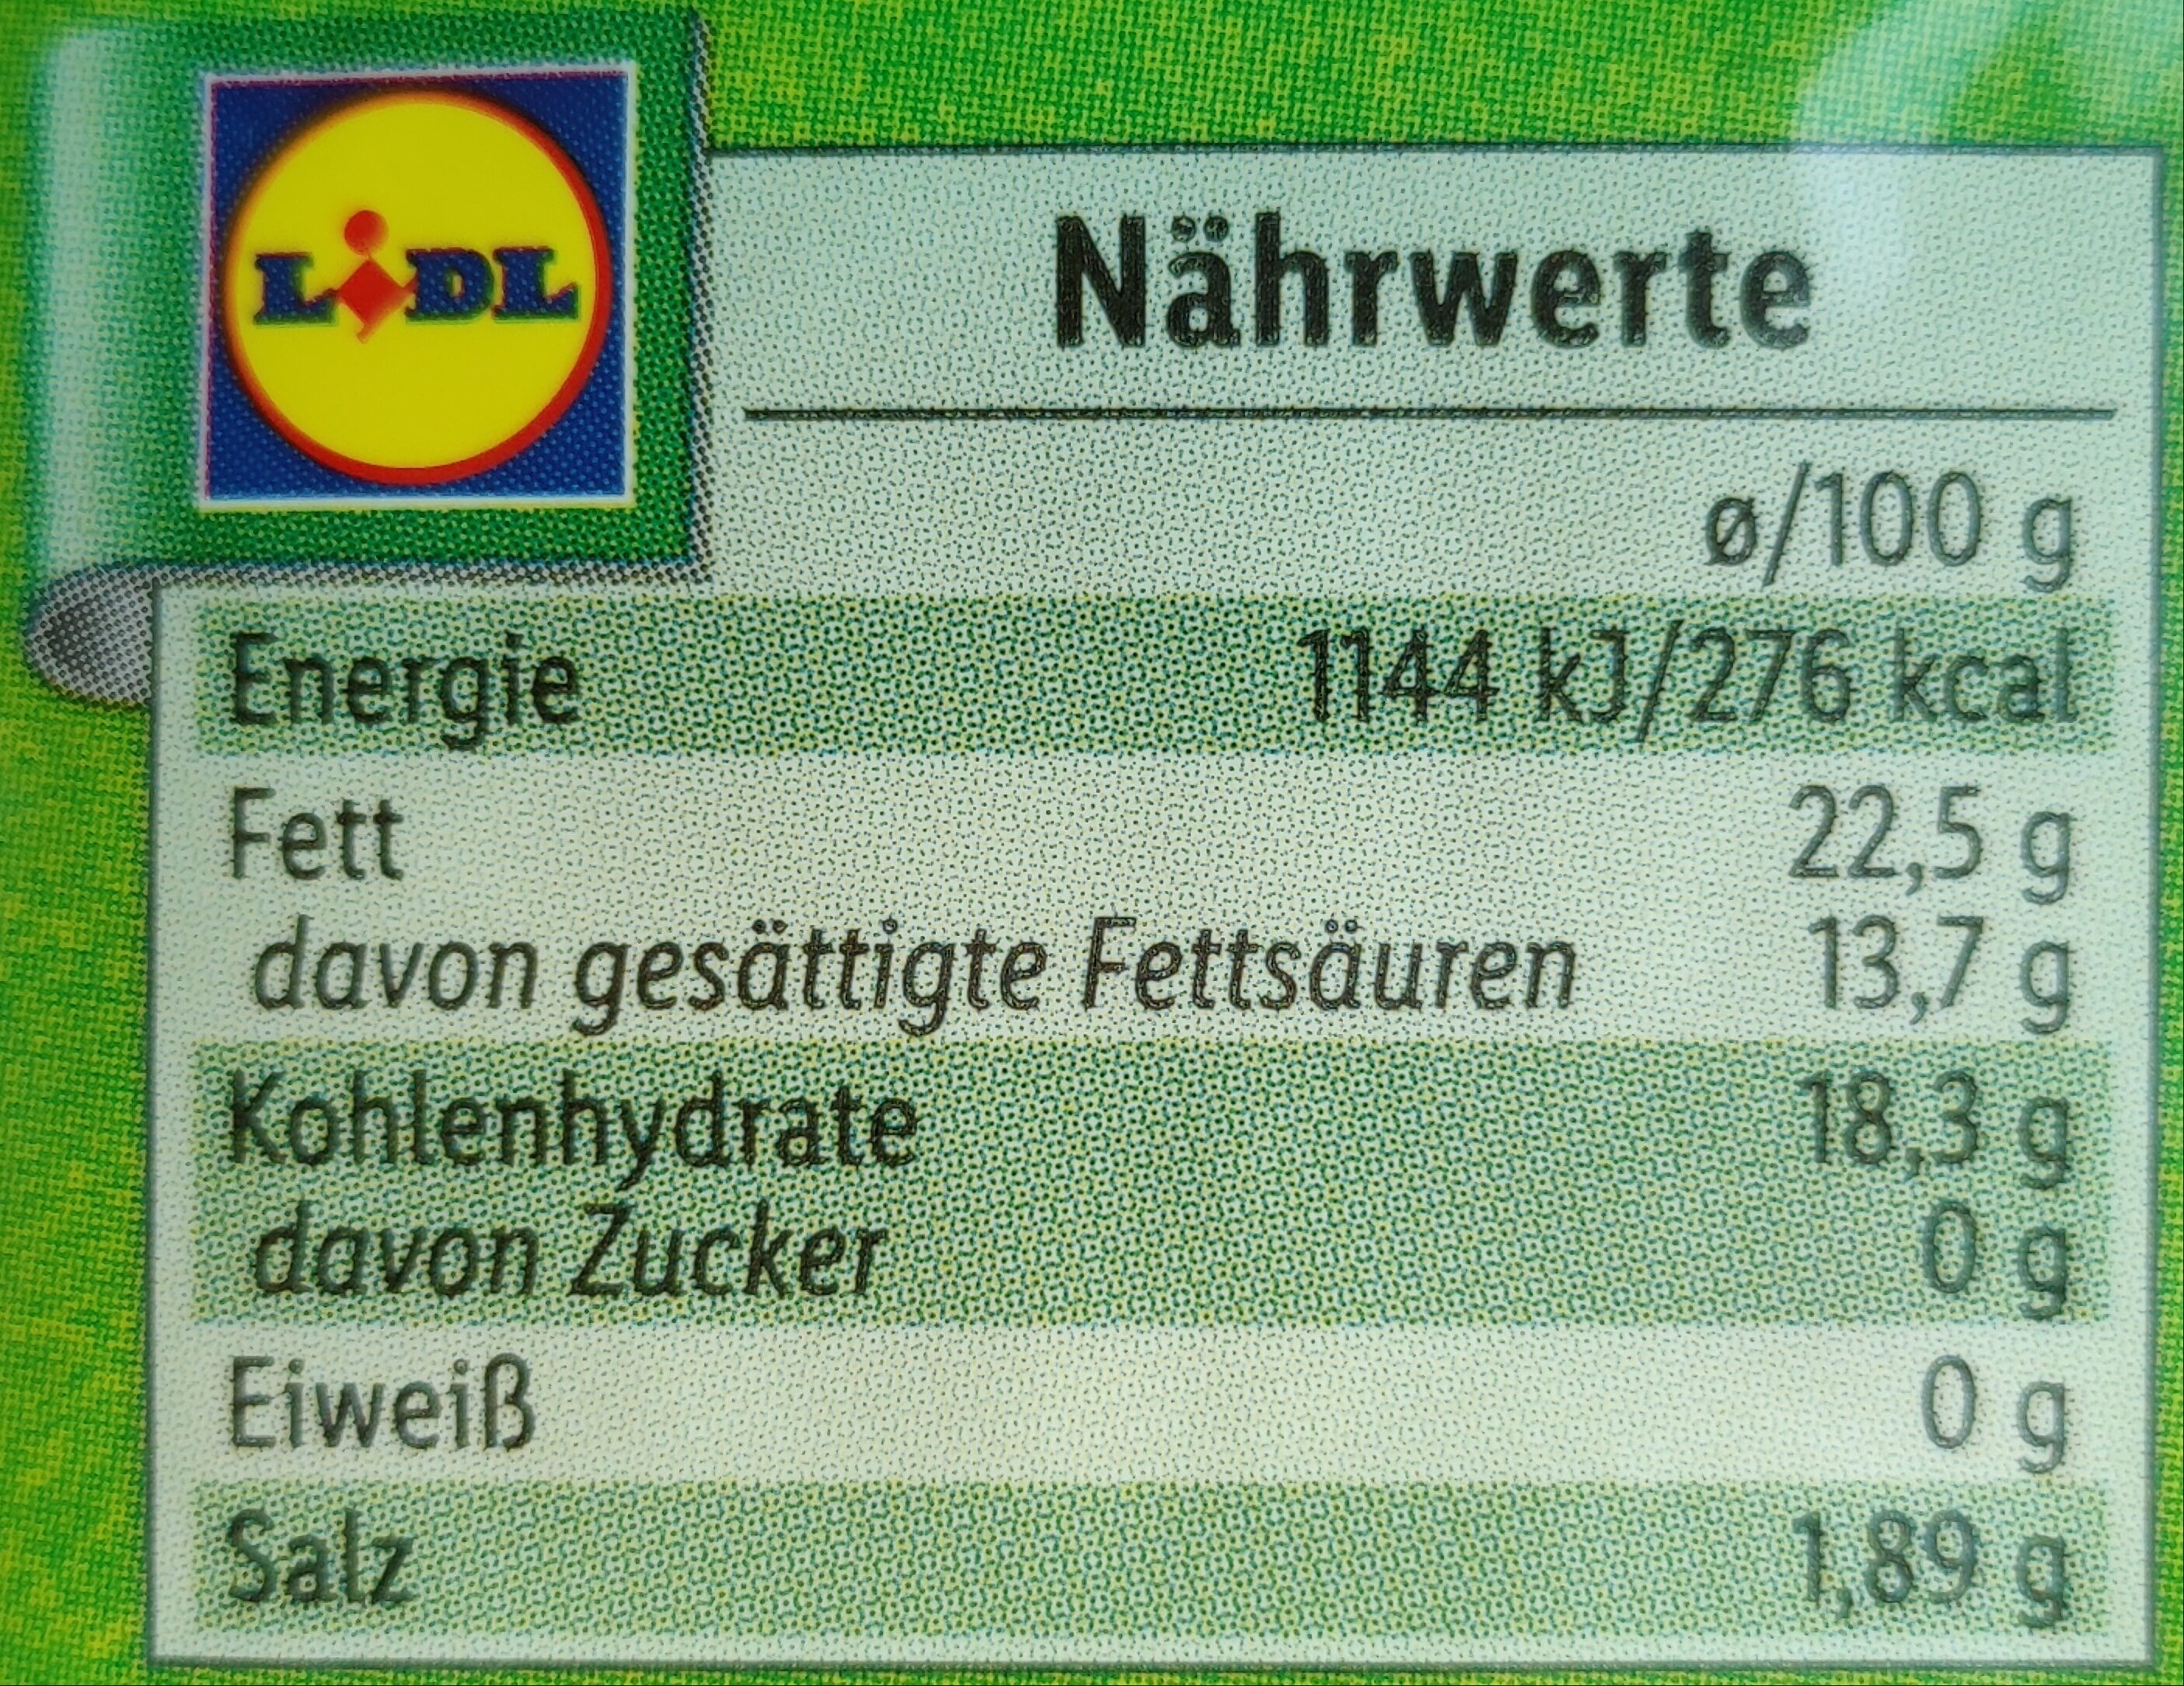 LIDL
Nährwerte
ø/100 g
Energie 1144 kJ/276 kcal
Fett 22,5 g
davon gesättigte Fettsäuren 13,7 g
Kohlenhydrate 18,3 g
davon Zucker 0 g
Eiweiß 0 g
Salz 1,89 g